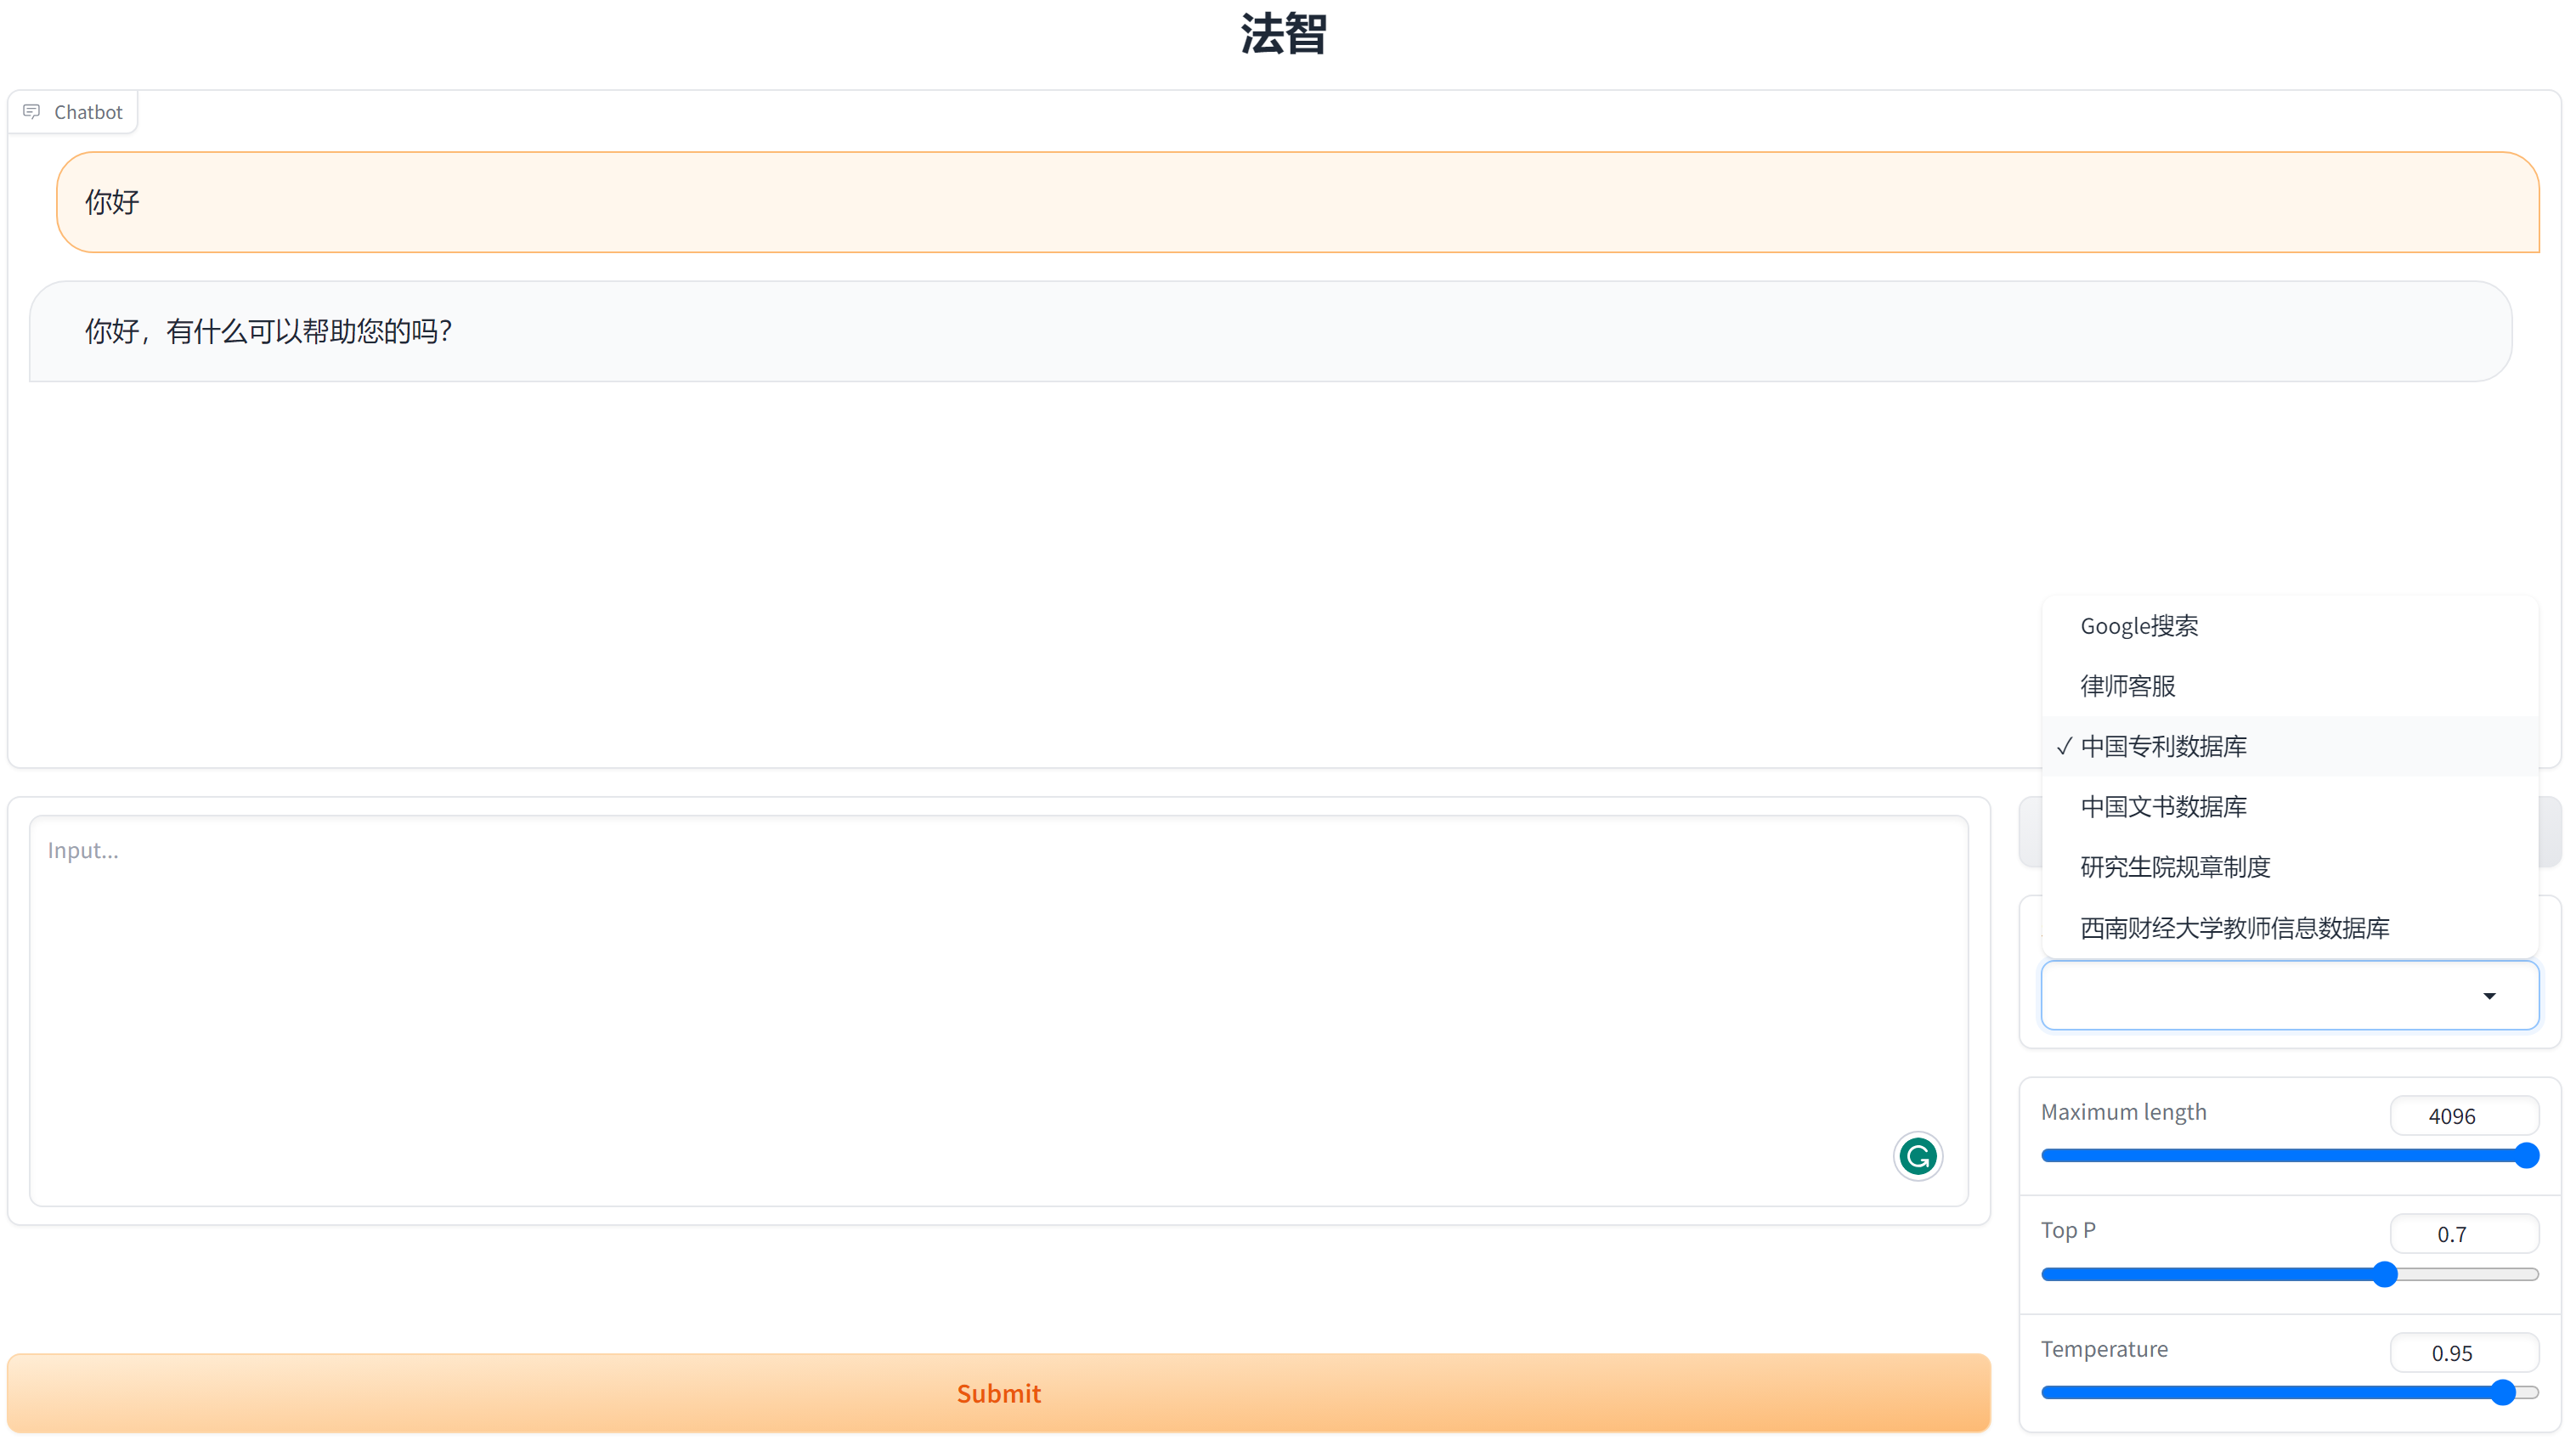 法智
Chatbot
你好
你好，有什么可以帮助您的吗？
Google搜索
律师客服
✓ 中国专利数据库
中国文书数据库
研究生院规章制度
西南财经大学教师信息数据库
Input...
Maximum length
4096
Top P
0.7
Temperature
0.95
Submit